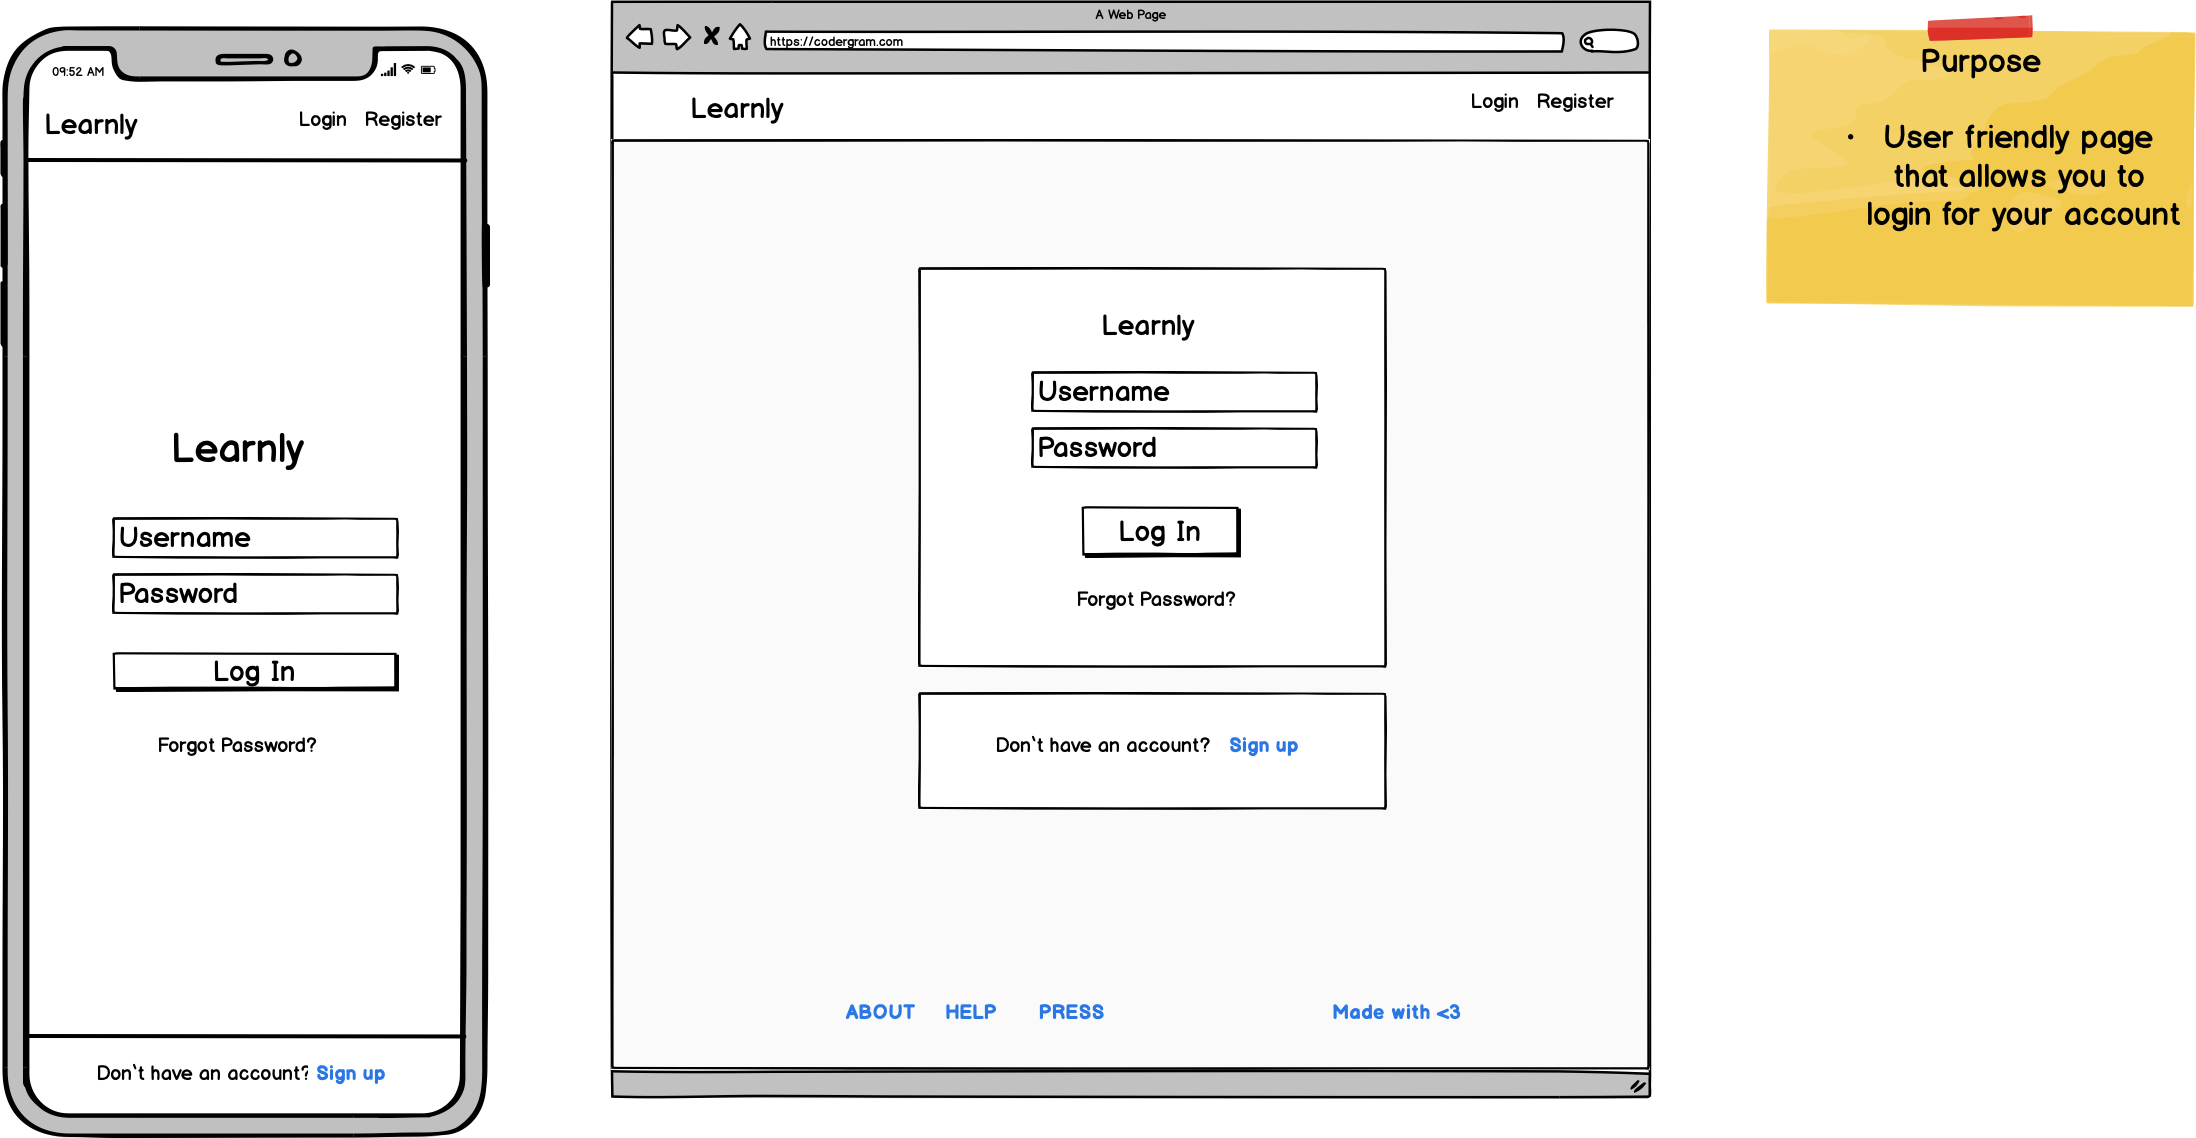 09:52 AM
Learnly
Login Register
Learnly
Username
Password
Log In
Forgot Password?
Don't have an account? Sign up
A Web Page
https://codergram.com
Learnly
Login Register
Learnly
Username
Password
Log In
Forgot Password?
Don't have an account? Sign up
ABOUT HELP PRESS Made with <3
Purpose
• User friendly page
that allows you to
login for your account